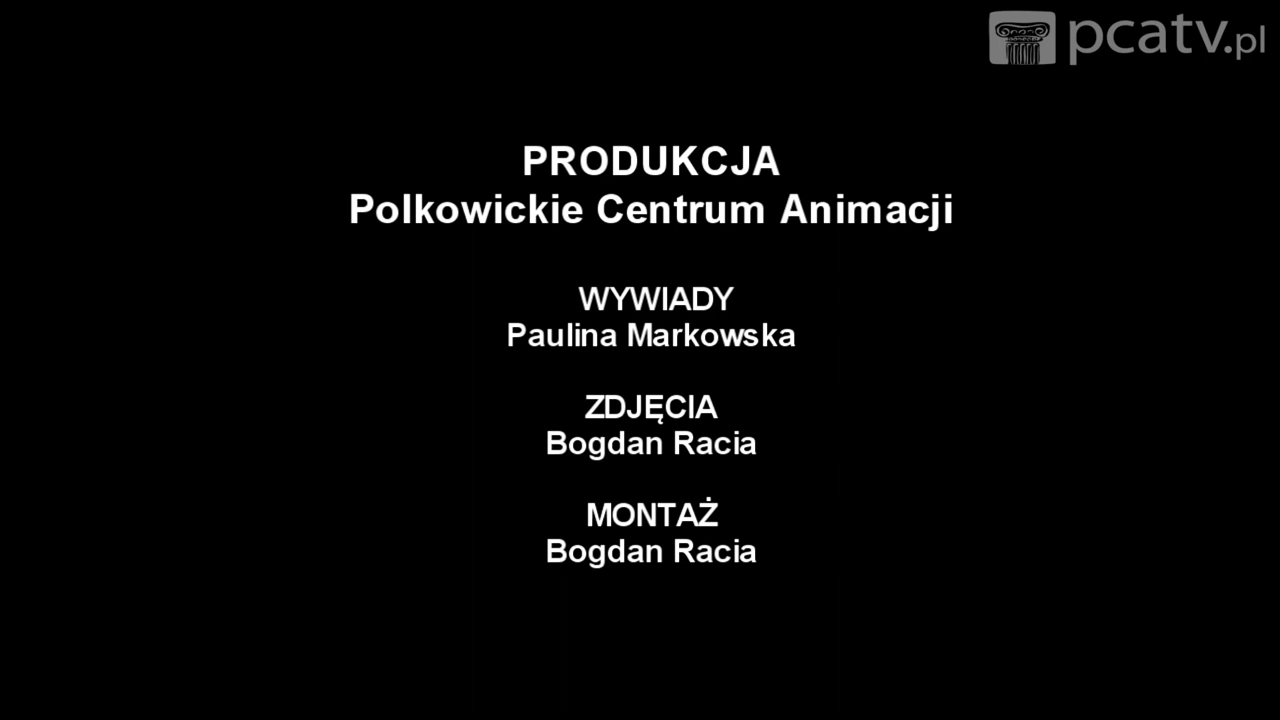 pcatv.pl
PRODUKCJA
Polkowickie Centrum Animacji
WYWIADY
Paulina Markowska
ZDJĘCIA
Bogdan Racia
MONTAŻ
Bogdan Racia